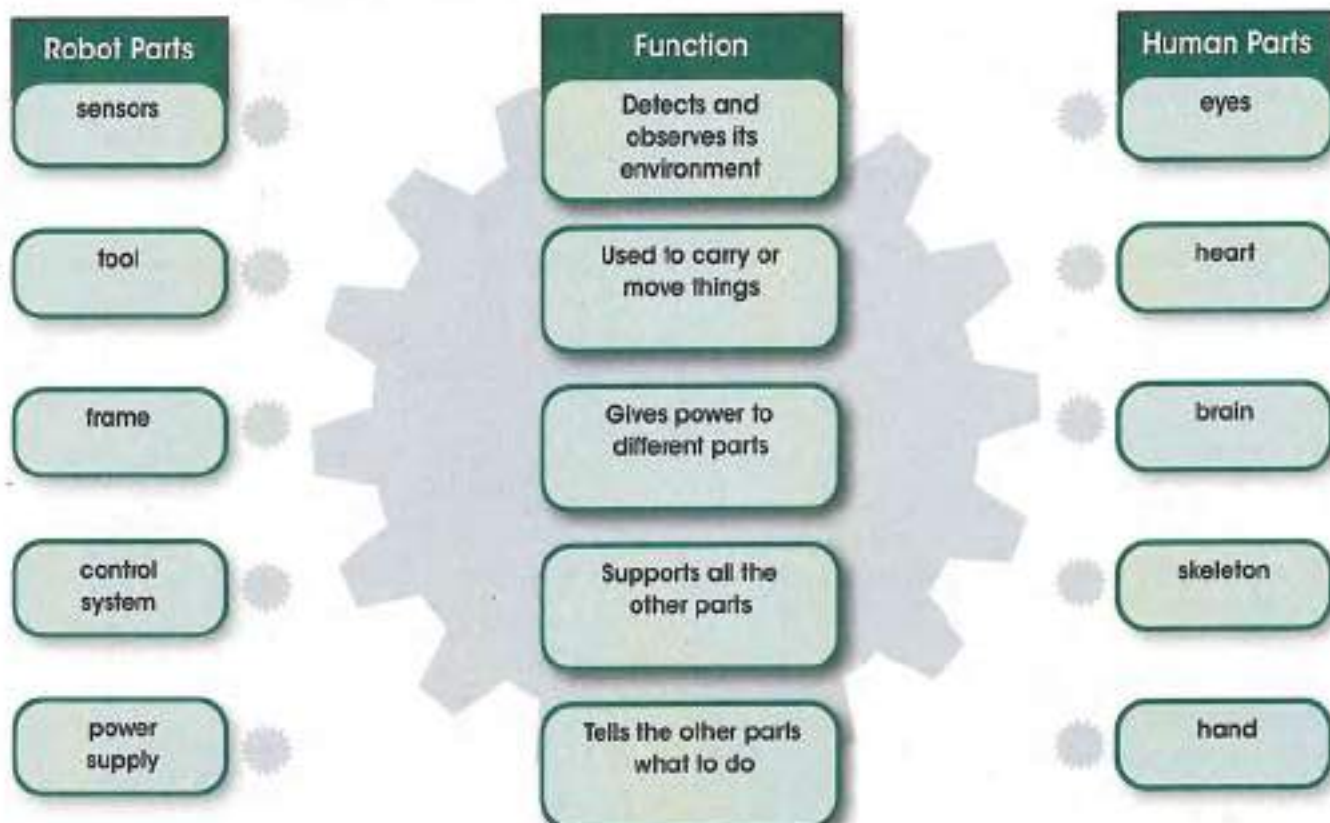 Robot Parts
sensors
tool
frame
control
system
power
supply
Function
Detects and
observes its
environment
Used to carry or
move things
Gives power to
different parts
Supports all the
other parts
Tells the other parts
what to do
Human Parts
eyes
heart
brain
skeleton
hand